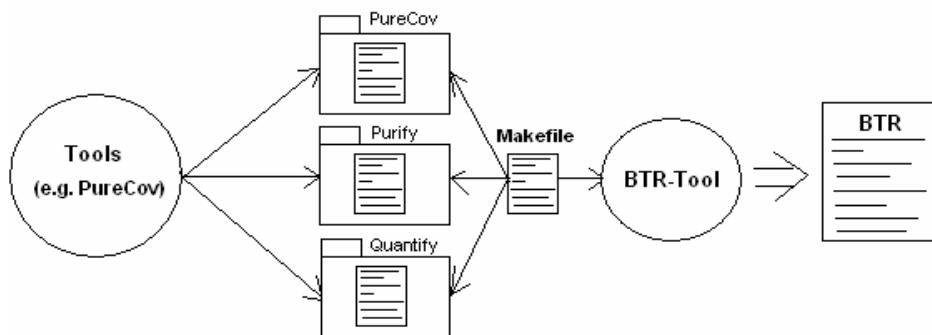 PureCov
Tools
(e.g. PureCov)
Purify
Makefile
BTR-Tool
BTR
Quantify